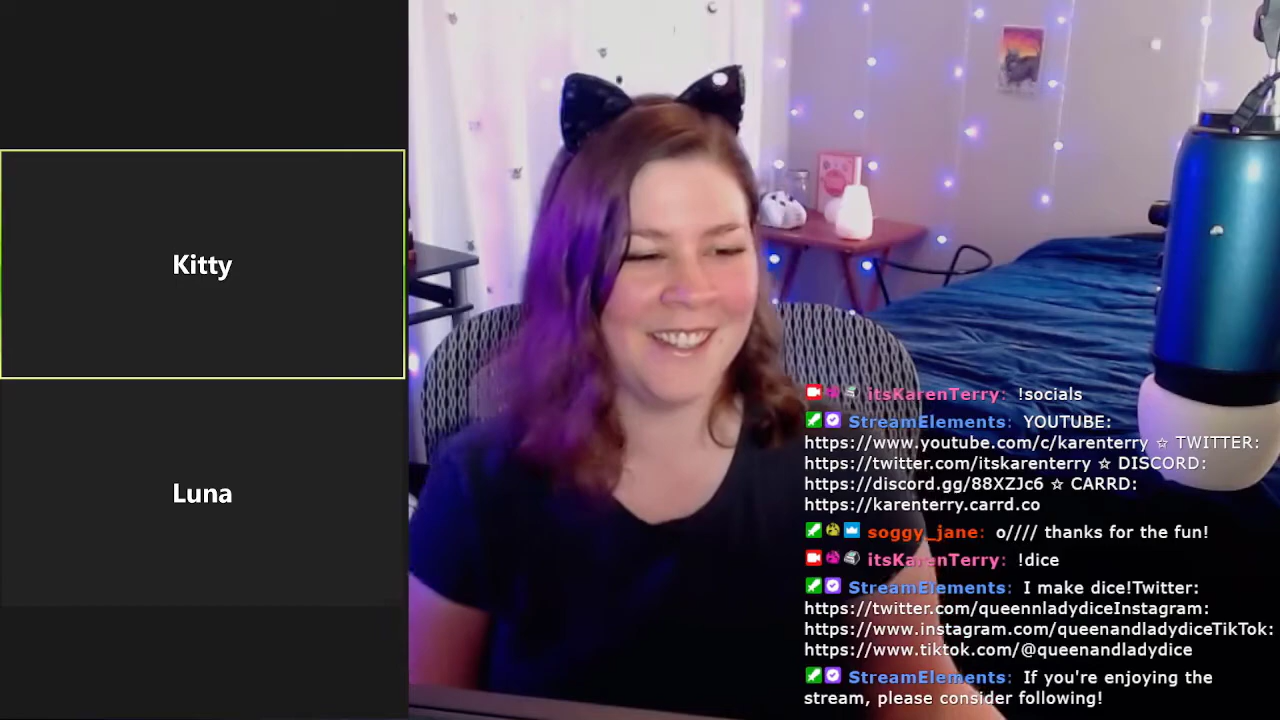 Kitty
Luna
itsKarenTerry: !socials
StreamElements: YOUTUBE:
https://www.youtube.com/c/karenterry ☆ TWITTER:
https://twitter.com/itskarenterry ☆ DISCORD:
https://discord.gg/88XZJc6 ☆ CARRD:
https://karenterry.carrd.co
soggy_jane: o//// thanks for the fun!
itsKarenTerry: !dice
StreamElements: I make dice!Twitter:
https://twitter.com/queennladydiceInstagram:
https://www.instagram.com/queenandladydiceTikTok:
https://www.tiktok.com/@queenandladydice
StreamElements: If you're enjoying the
stream, please consider following!